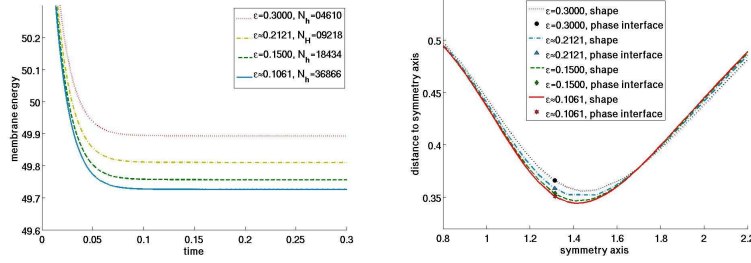 50.2
50.1
50
49.9
49.8
49.7
49.6
0
0.05
0.1
0.15
0.2
0.25
0.3
membrane energy
time
ε=0.3000, Nh=04610
ε≈0.2121, NH=09218
ε=0.1500, Nh=18434
ε≈0.1061, Nh=36866
0.5
0.45
0.4
0.35
0.8
1
1.2
1.4
1.6
1.8
2
2.2
distance to symmetry axis
symmetry axis
ε=0.3000, shape
ε=0.3000, phase interface
ε≈0.2121, shape
ε≈0.2121, phase interface
ε=0.1500, shape
ε=0.1500, phase interface
ε≈0.1061, shape
ε≈0.1061, phase interface